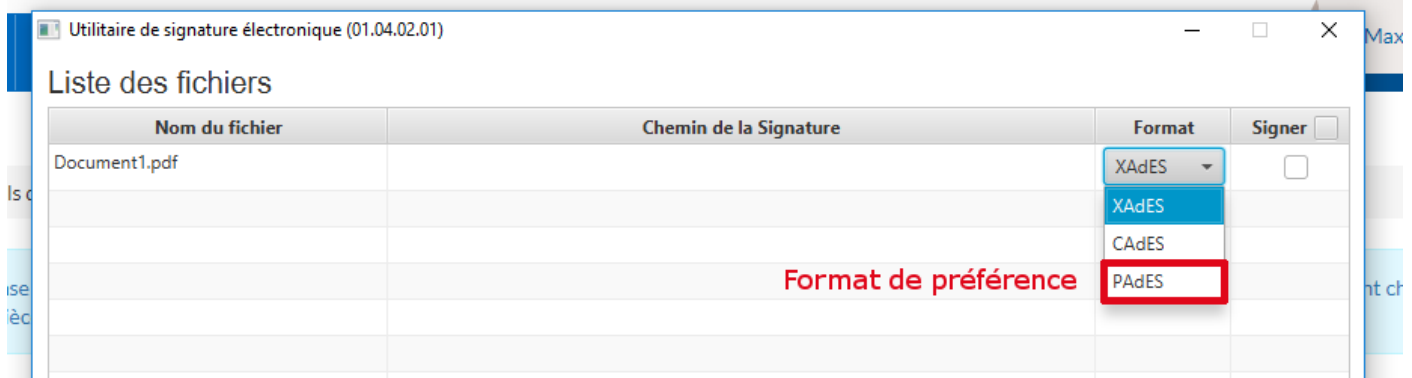 Utilitaire de signature électronique (01.04.02.01)
Max
Liste des fichiers
Nom du fichier Chemin de la Signature Format Signer
Document1.pdf XAdES
ls
XAdES
CAdES
Format de préférence PAdES